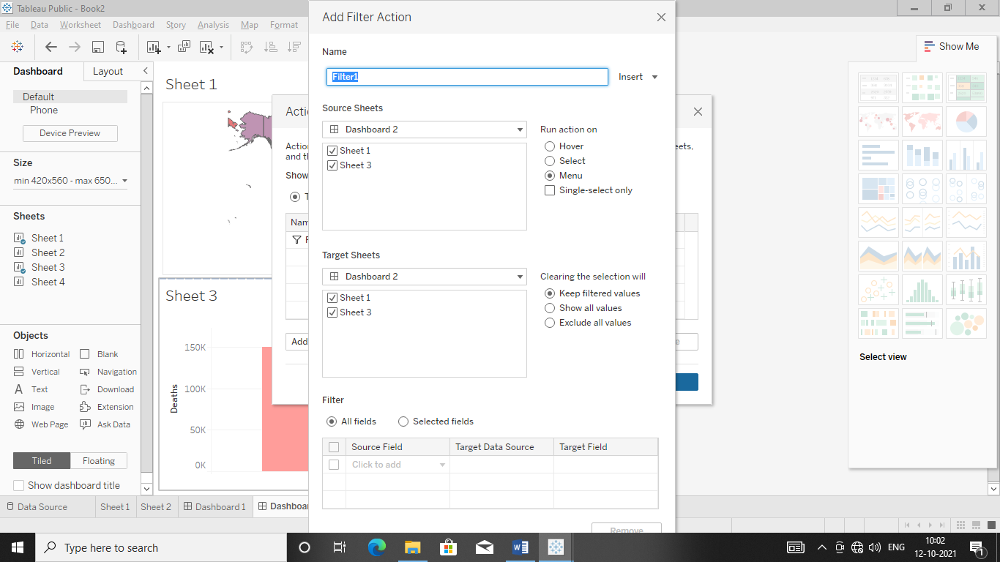 Tableau Public - Book2
File Data Worksheet Dashboard Story Analysis Map Format
Dashboard Layout
Default
Phone
Device Preview
Size
min 420x560 - max 650...
Sheets
Sheet 1
Sheet 2
Sheet 3
Sheet 4
Objects
Horizontal Blank
Vertical Navigation
Text Download
Image Extension
Web Page Ask Data
Tiled Floating
Show dashboard title
Sheet 1
Sheet 3
150K
100K
50K
0K
Deaths
Actio
Action
and th
Show
Nam
Add
eets,
e
Add Filter Action
Name
Filter1
Insert
Source Sheets
Dashboard 2
Sheet 1
Sheet 3
Run action on
Hover
Select
Menu
Single-select only
Target Sheets
Dashboard 2
Sheet 1
Sheet 3
Clearing the selection will
Keep filtered values
Show all values
Exclude all values
Filter
All fields Selected fields
Source Field Target Data Source Target Field
Click to add
Remove
Show Me
Select view
Data Source Sheet 1 Sheet 2 Dashboard 1 Dashboar
Type here to search
ENG
10:02
12-10-2021
1